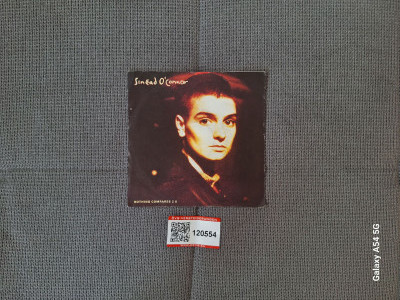 Sinéad O'Connor
NOTHING COMPARES 2 U
120554
Galaxy A54 5G